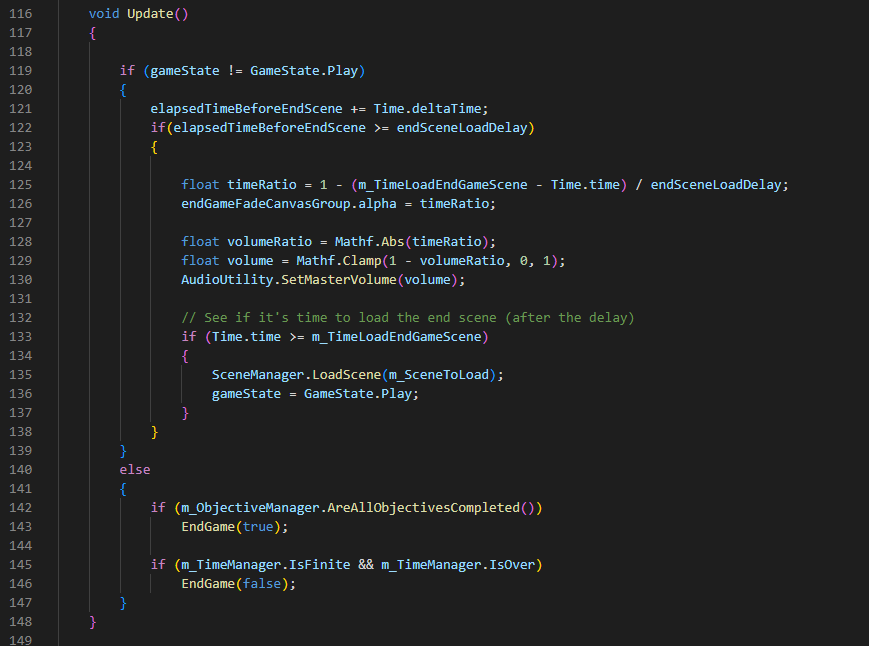 116 void Update()
117 {
118
119 if (gameState != GameState.Play)
120 {
121 elapsedTimeBeforeEndScene += Time.deltaTime;
122 if(elapsedTimeBeforeEndScene >= endSceneLoadDelay)
123 {
124
125 float timeRatio = 1 - (m_TimeLoadEndGameScene - Time.time) / endSceneLoadDelay;
126 endGameFadeCanvasGroup.alpha = timeRatio;
127
128 float volumeRatio = Mathf.Abs(timeRatio);
129 float volume = Mathf.Clamp(1 - volumeRatio, 0, 1);
130 AudioUtility.SetMasterVolume(volume);
131
132 // See if it's time to load the end scene (after the delay)
133 if (Time.time >= m_TimeLoadEndGameScene)
134 {
135 SceneManager.LoadScene(m_SceneToLoad);
136 gameState = GameState.Play;
137 }
138 }
139 }
140 else
141 {
142 if (m_ObjectiveManager.AreAllObjectivesCompleted())
143 EndGame(true);
144
145 if (m_TimeManager.IsFinite && m_TimeManager.IsOver)
146 EndGame(false);
147 }
148 }
149